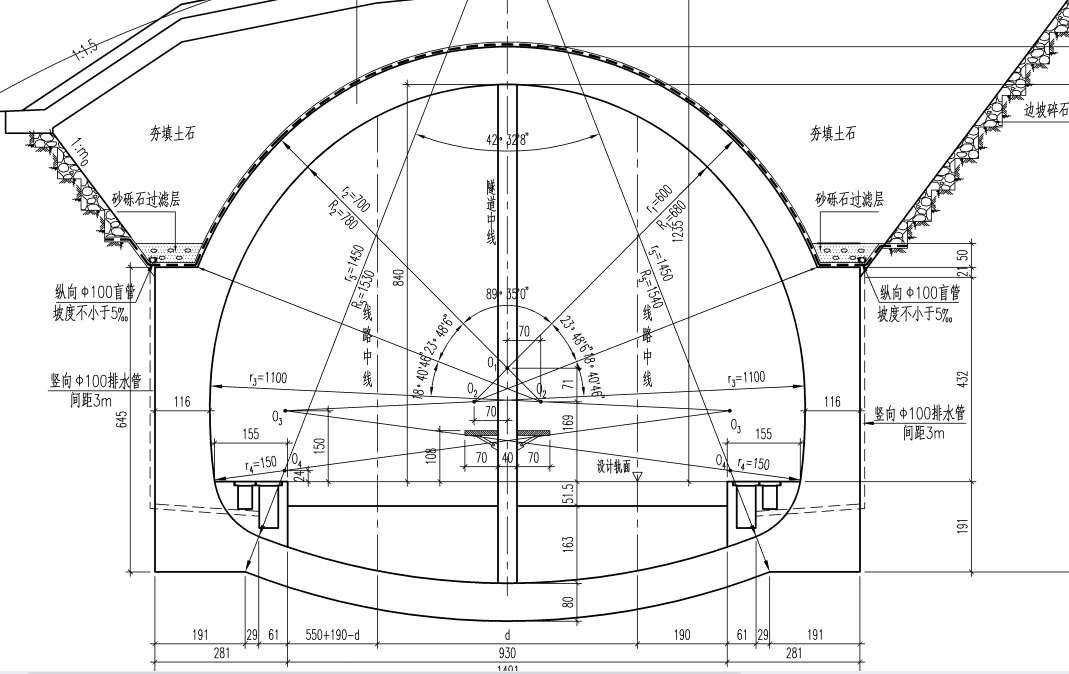 1:1.5
夯填土石
42°32'8"
夯填土石
边坡碎石
1:m₀
砂砾石过滤层
隧道中线
砂砾石过滤层
r₂=700
R₂=780
r₁=600
R₁=680
1235
r₅=1450
R₅=1530
840
r₅=1450
R₅=1540
50
21
纵向Φ100盲管
坡度不小于5‰
89°35'0"
纵向Φ100盲管
坡度不小于5‰
线路中线
线路中线
23°48'6"
70
23°48'6"
18°40'46"
18°40'46"
O₁
71
432
竖向Φ100排水管
间距3m
r₃=1100
r₃=1100
O₂
O₂
116
116
645
O₃
70
169
O₃
竖向Φ100排水管
间距3m
155
150
155
108
r₄=150
O₄
24
70
40
70
设计轨面
O₄
r₄=150
51.5
163
191
80
191
29
61
550+190-d
d
190
61
29
191
281
930
281
1491